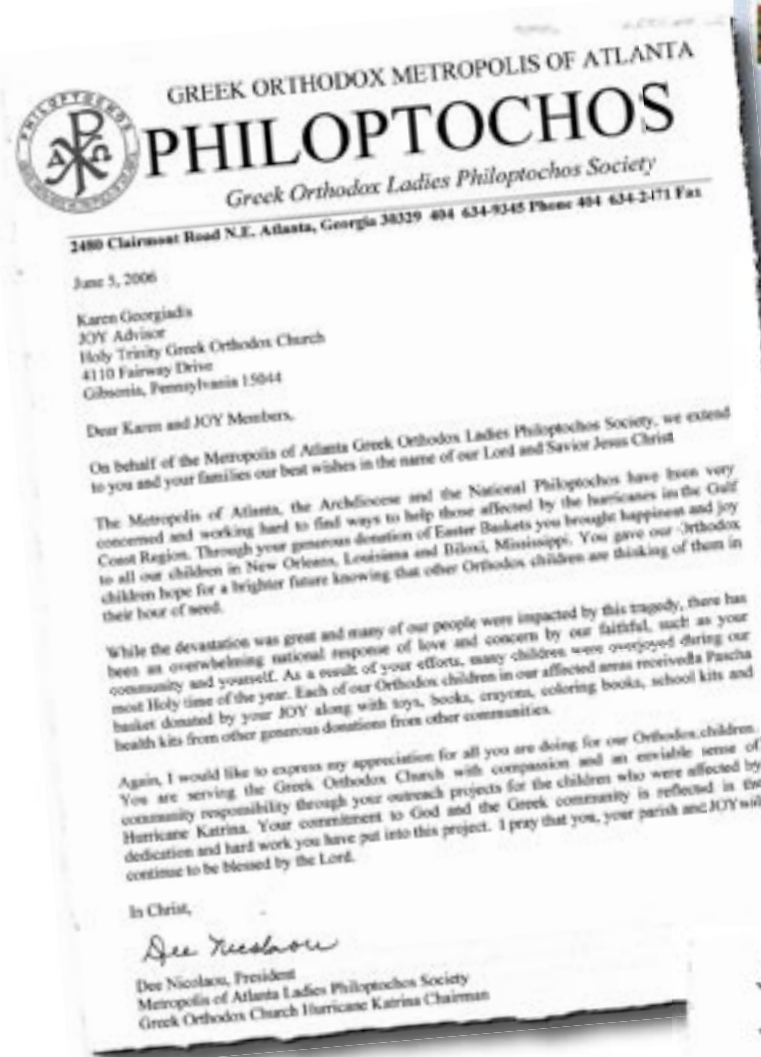 GREEK ORTHODOX METROPOLIS OF ATLANTA
PHILOPTOCHOS
PHILOPTOCHOS
Greek Orthodox Ladies Philoptochos Society
2480 Clairmont Road N.E. Atlanta, Georgia 30329 404 634-9345 Phone 404 634-2471 Fax
June 5, 2006
Karen Georgiadis
JOY Advisor
Holy Trinity Greek Orthodox Church
4110 Fairway Drive
Gibsonia, Pennsylvania 15044
Dear Karen and JOY Members,
On behalf of the Metropolis of Atlanta Greek Orthodox Ladies Philoptochos Society, we extend
to you and your families our best wishes in the name of our Lord and Savior Jesus Christ
The Metropolis of Atlanta, the Archdiocese and the National Philoptochos have been very
concerned and working hard to find ways to help those affected by the hurricanes in the Gulf
Coast Region. Through your generous donation of Easter Baskets you brought happiness and joy
to all our children in New Orleans, Louisiana and Biloxi, Mississippi. You gave our Orthodox
children hope for a brighter future knowing that other Orthodox children are thinking of them in
their hour of need.
While the devastation was great and many of our people were impacted by this tragedy, there has
been an overwhelming national response of love and concern by our faithful, such as your
community and yourself. As a result of your efforts, many children were overjoyed during our
most Holy time of the year. Each of our Orthodox children in our affected areas received a Pascha
basket donated by your JOY along with toys, books, crayons, coloring books, school kits and
health kits from other generous donations from other communities.
Again, I would like to express my appreciation for all you are doing for our Orthodox children.
You are serving the Greek Orthodox Church with compassion and an enviable sense of
community responsibility through your outreach projects for the children who were affected by
Hurricane Katrina. Your commitment to God and the Greek community is reflected in the
dedication and hard work you have put into this project. I pray that you, your parish and JOY will
continue to be blessed by the Lord.
In Christ,
Dee Nicolaou
Dee Nicolaou, President
Metropolis of Atlanta Ladies Philoptochos Society
Greek Orthodox Church Hurricane Katrina Chairman